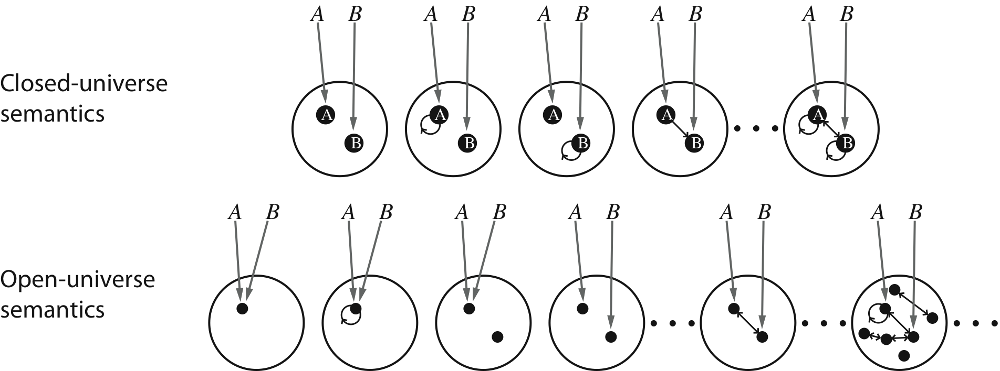 A B A B A B A B A B
Closed-universe
semantics
A A A A A
B B B B B
A B A B A B A B A B A B
Open-universe
semantics